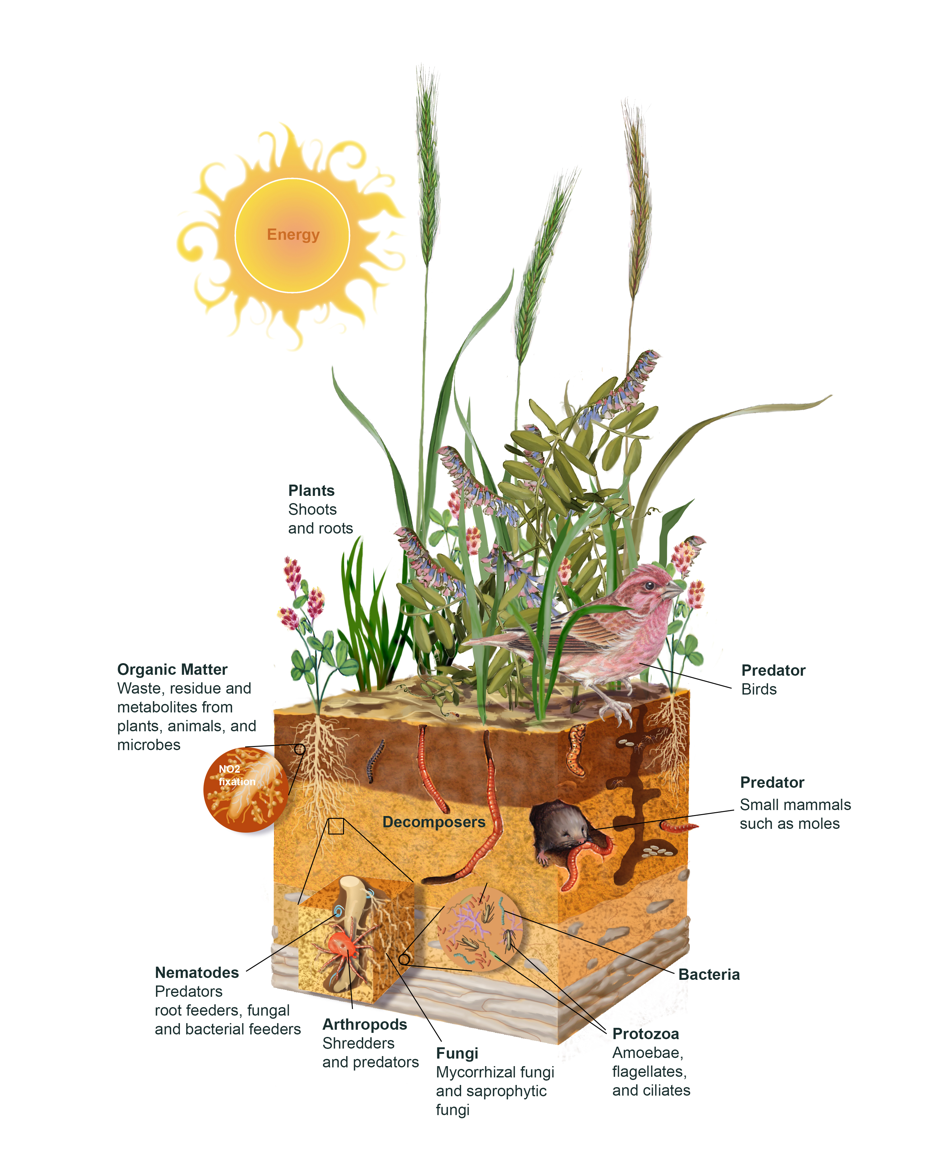 Energy
Plants
Shoots
and roots
Organic Matter
Waste, residue and
metabolites from
plants, animals, and
microbes
NO2
fixation
Predator
Birds
Predator
Small mammals
such as moles
Decomposers
Nematodes
Predators
root feeders, fungal
and bacterial feeders
Arthropods
Shredders
and predators
Fungi
Mycorrhizal fungi
and saprophytic
fungi
Bacteria
Protozoa
Amoebae,
flagellates,
and ciliates